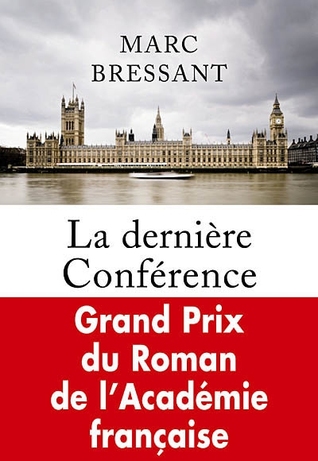 MARC
BRESSANT
La dernière
Conférence
Grand Prix
du Roman
de l'Académie
française